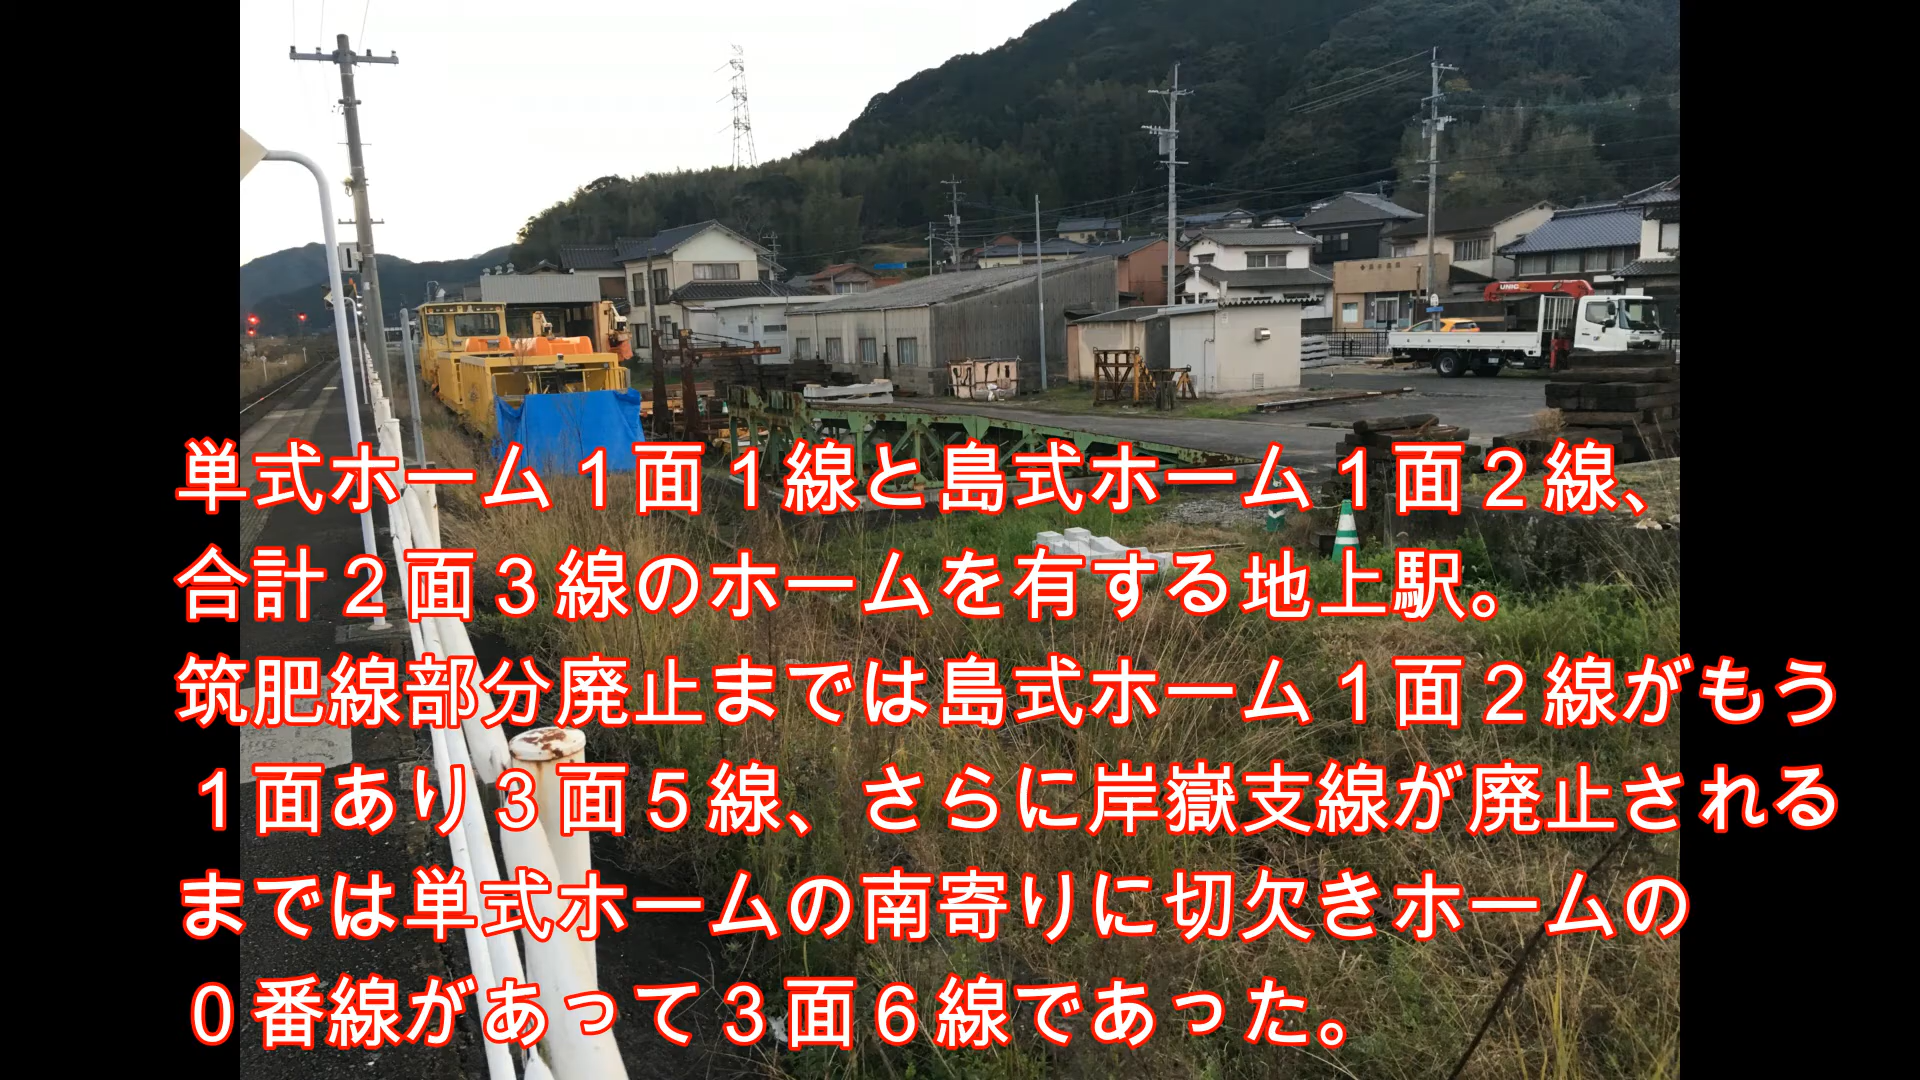 単式ホーム１面１線と島式ホーム１面２線、
合計２面３線のホームを有する地上駅。
筑肥線部分廃止までは島式ホーム１面２線がもう
１面あり３面５線、さらに岸嶽支線が廃止される
までは単式ホームの南寄りに切欠きホームの
０番線があって３面６線であった。
UNIC